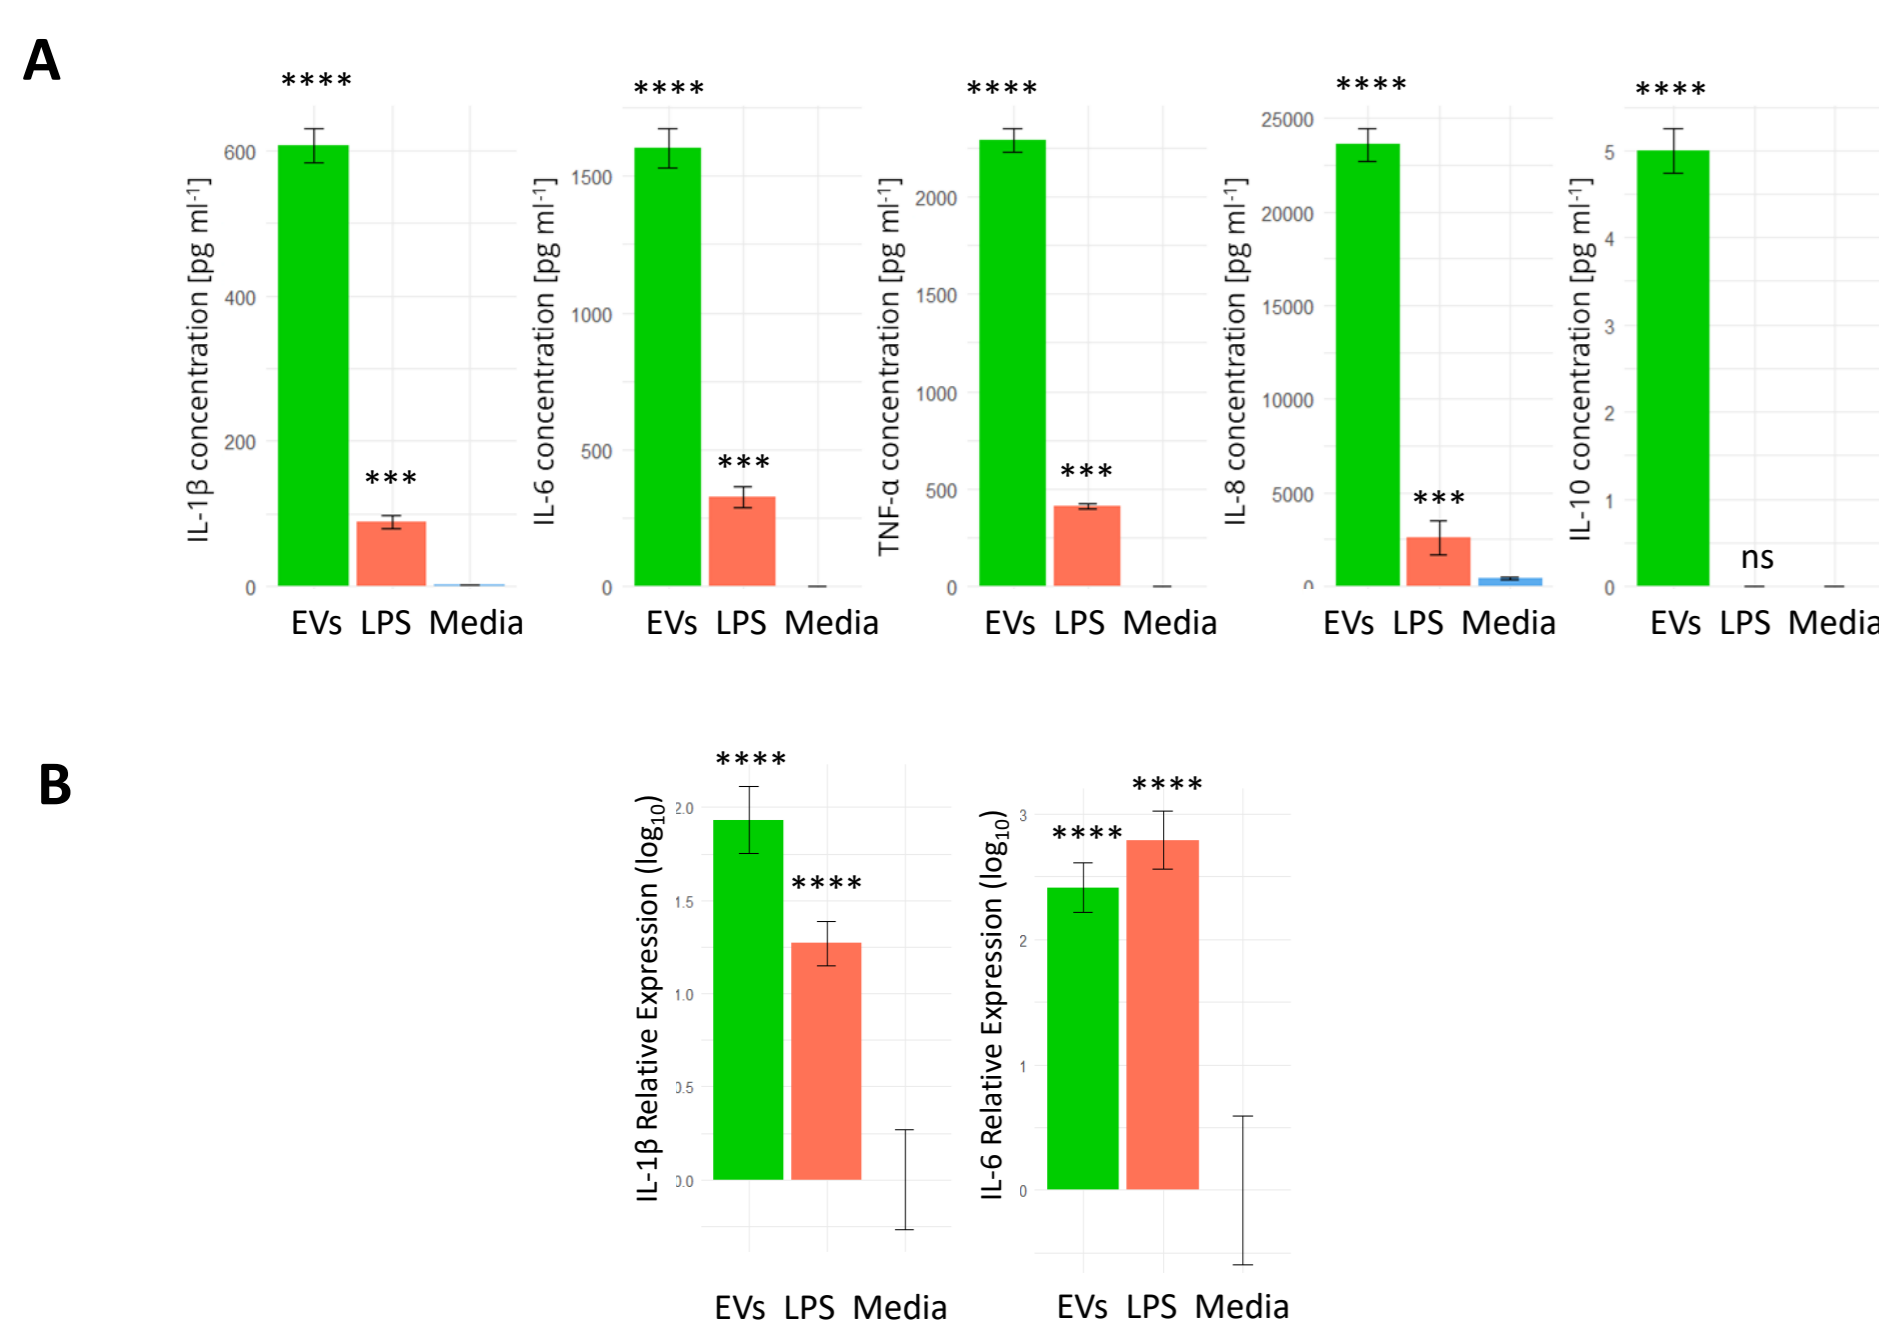 A
****
***
IL-1β concentration [pg ml-1]
600
400
200
0
EVs LPS Media
****
***
IL-6 concentration [pg ml-1]
1500
1000
500
0
EVs LPS Media
****
***
TNF-α concentration [pg ml-1]
2000
1500
1000
500
0
EVs LPS Media
****
***
IL-8 concentration [pg ml-1]
25000
20000
15000
10000
5000
0
EVs LPS Media
****
ns
IL-10 concentration [pg ml-1]
5
4
3
2
1
0
EVs LPS Media
B
****
****
IL-1β Relative Expression (log10)
2.0
1.5
1.0
0.5
0.0
EVs LPS Media
****
****
IL-6 Relative Expression (log10)
3
2
1
0
EVs LPS Media